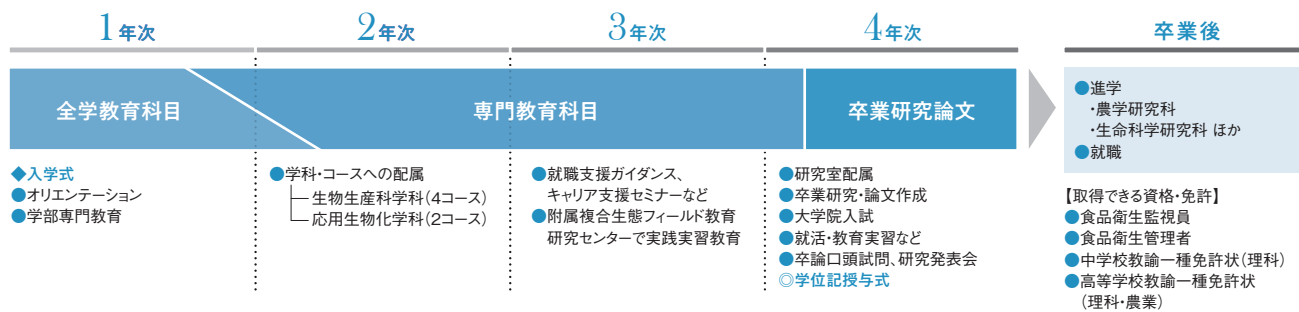 1年次
2年次
3年次
4年次
卒業後
全学教育科目
専門教育科目
卒業研究論文
◆入学式
●オリエンテーション
●学部専門教育
●学科・コースへの配属
生物生産科学科(4コース)
応用生物化学科(2コース)
●就職支援ガイダンス、
キャリア支援セミナーなど
●附属複合生態フィールド教育
研究センターで実践実習教育
●研究室配属
●卒業研究・論文作成
●大学院入試
●就活・教育実習など
●卒論口頭試問、研究発表会
◎学位記授与式
●進学
・農学研究科
・生命科学研究科 ほか
●就職
【取得できる資格・免許】
●食品衛生監視員
●食品衛生管理者
●中学校教諭一種免許状(理科)
●高等学校教諭一種免許状
(理科・農業)